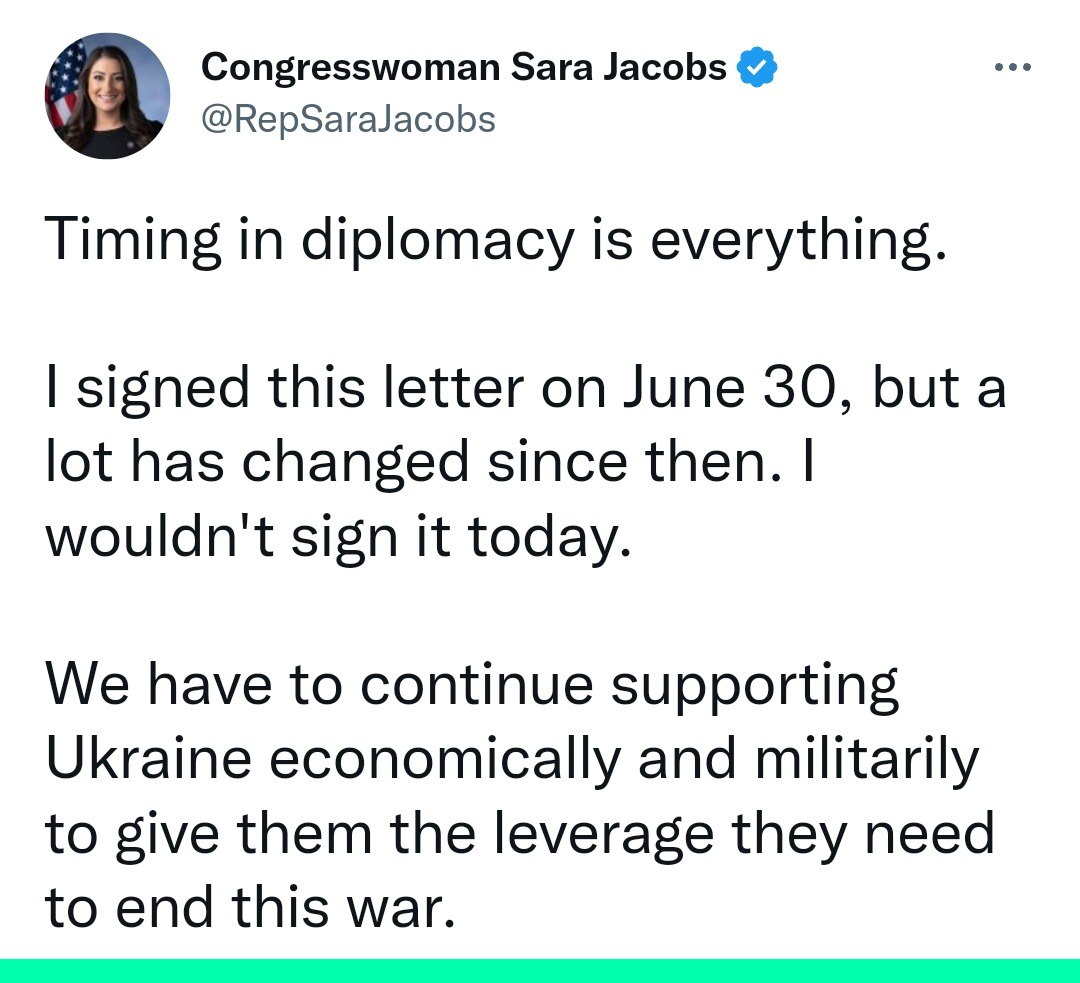 Congresswoman Sara Jacobs
@RepSaraJacobs
Timing in diplomacy is everything.
I signed this letter on June 30, but a
lot has changed since then. I
wouldn't sign it today.
We have to continue supporting
Ukraine economically and militarily
to give them the leverage they need
to end this war.